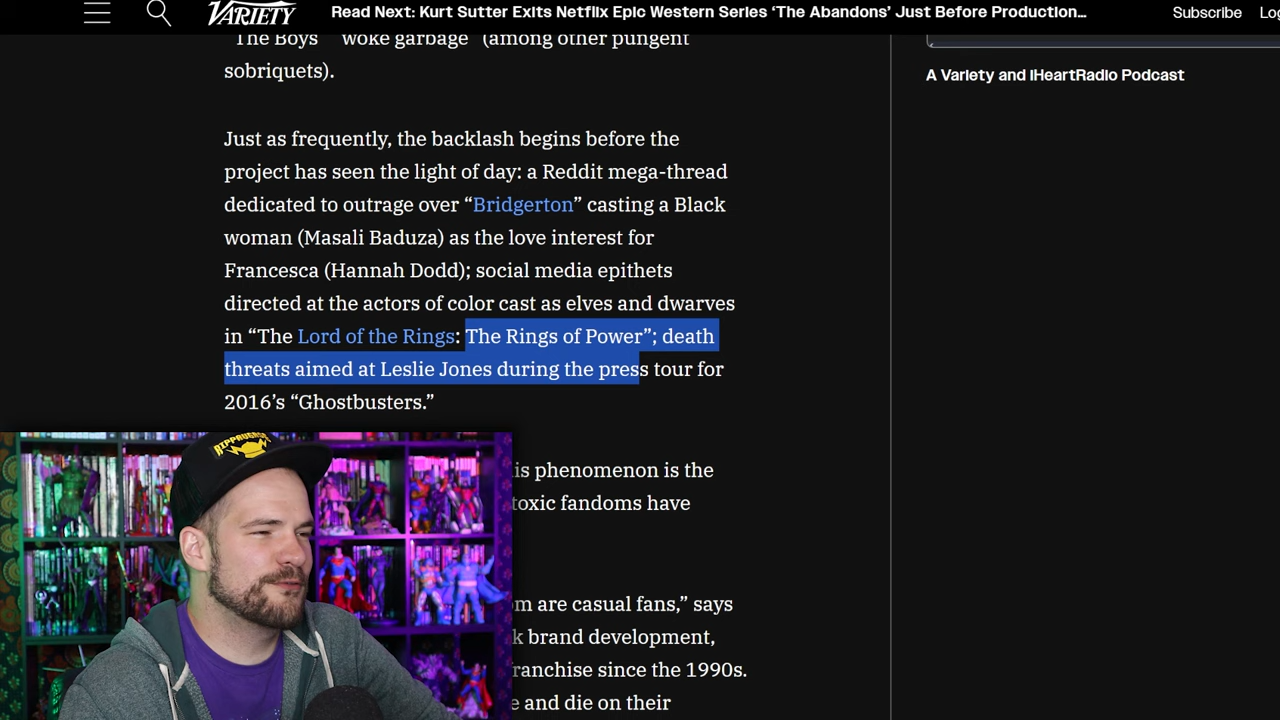 VARIETY
Read Next: Kurt Sutter Exits Netflix Epic Western Series ‘The Abandons’ Just Before Production...
Subscribe
Log
“The Boys” “woke garbage” (among other pungent
sobriquets).
A Variety and iHeartRadio Podcast
Just as frequently, the backlash begins before the
project has seen the light of day: a Reddit mega-thread
dedicated to outrage over “Bridgerton” casting a Black
woman (Masali Baduza) as the love interest for
Francesca (Hannah Dodd); social media epithets
directed at the actors of color cast as elves and dwarves
in “The Lord of the Rings: The Rings of Power”; death
threats aimed at Leslie Jones during the press tour for
2016’s “Ghostbusters.”
is phenomenon is the
toxic fandoms have
om are casual fans,” says
k brand development,
franchise since the 1990s.
e and die on their
RIPPAVERSE